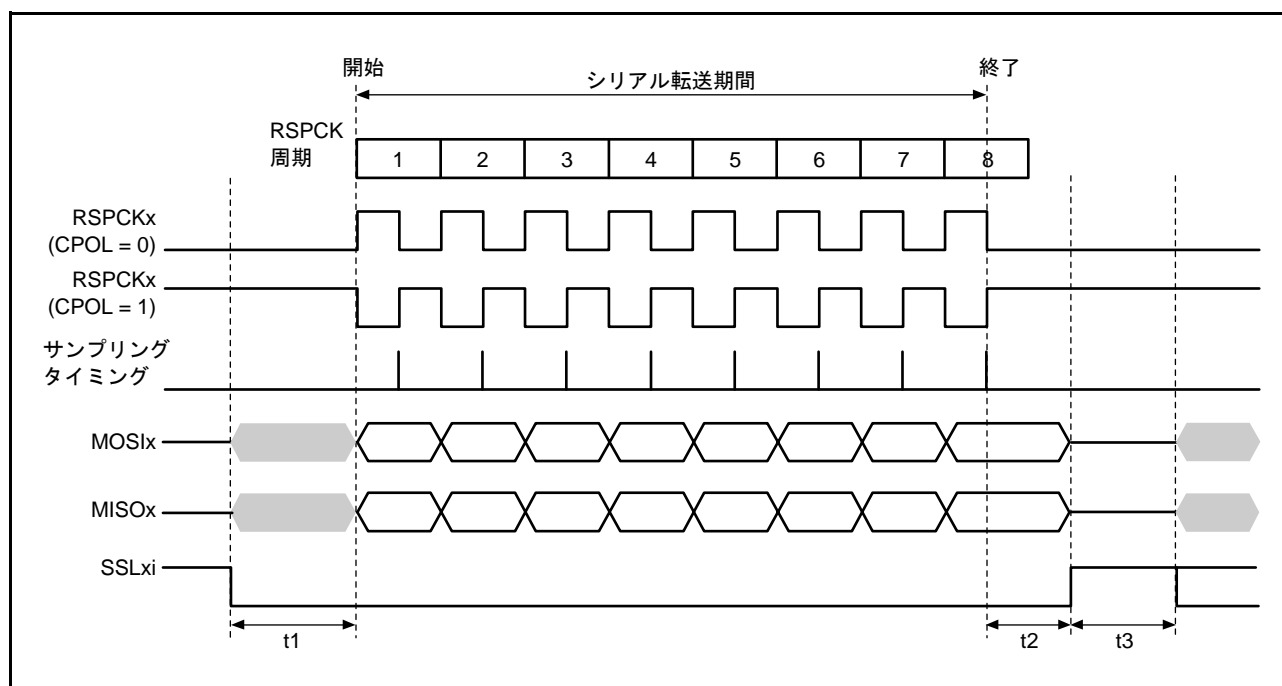 開始
終了
シリアル転送期間
RSPCK
周期
1 2 3 4 5 6 7 8
RSPCKx
(CPOL = 0)
RSPCKx
(CPOL = 1)
サンプリング
タイミング
MOSIx
MISOx
SSLxi
t1
t2
t3